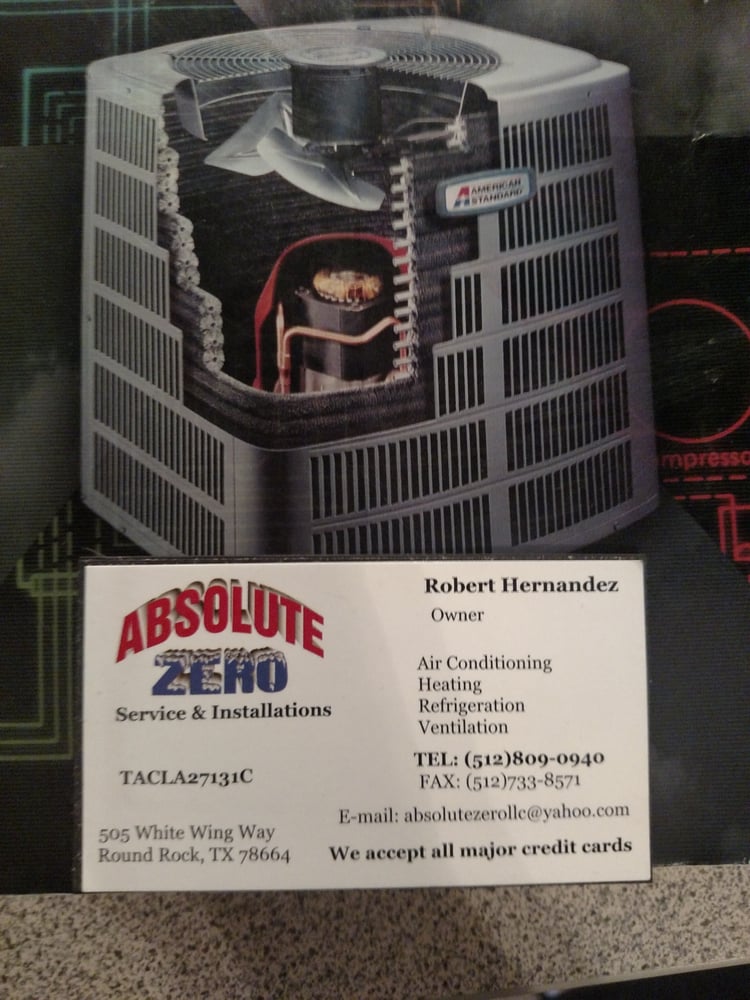 AMERICAN
STANDARD
mpresso
ABSOLUTE
ZERO
Service & Installations
TACLA27131C
505 White Wing Way
Round Rock, TX 78664
Robert Hernandez
Owner
Air Conditioning
Heating
Refrigeration
Ventilation
TEL: (512)809-0940
FAX: (512)733-8571
E-mail: absolutezerollc@yahoo.com
We accept all major credit cards